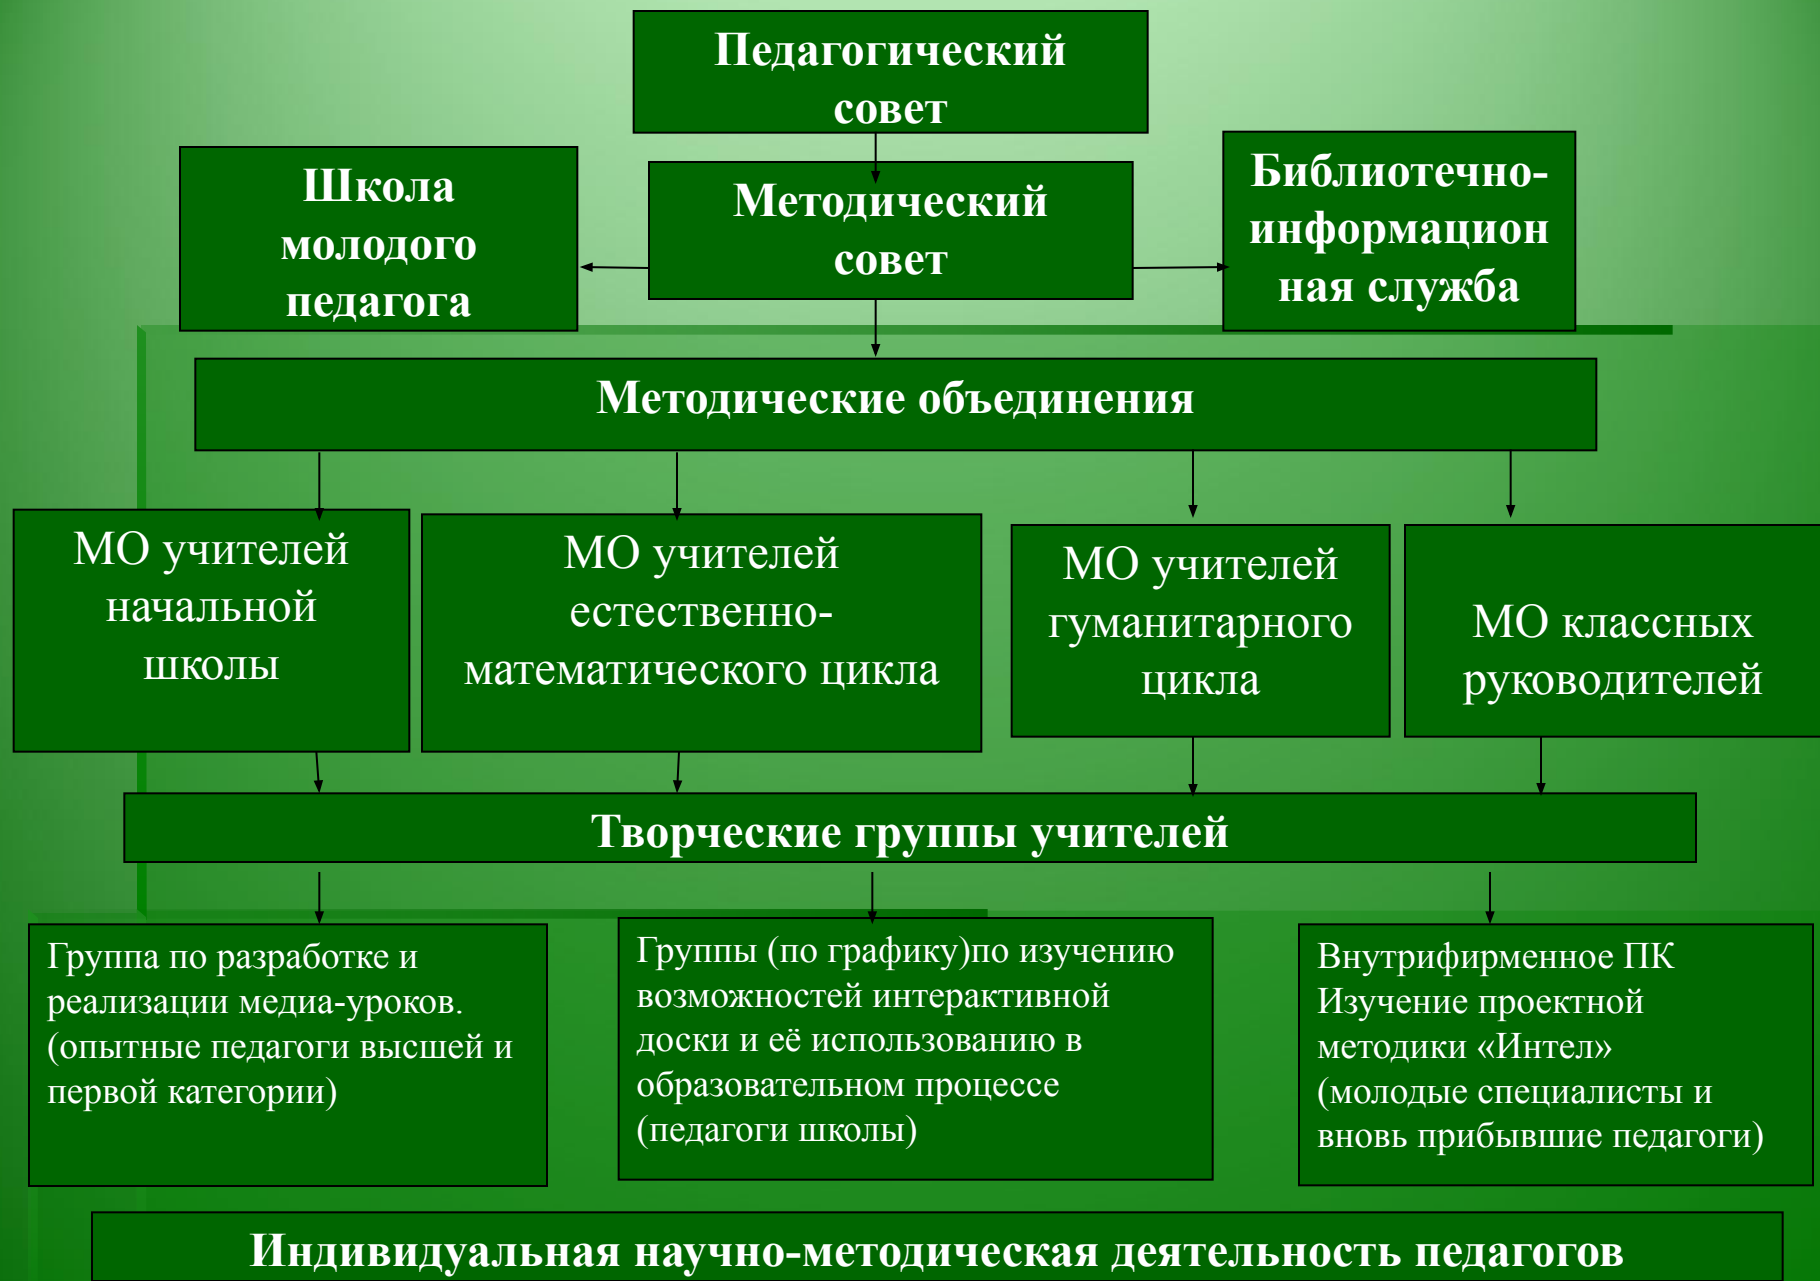 Педагогический
совет
Школа
молодого
педагога
Методический
совет
Библиотечно-
информацион
ная служба
Методические объединения
МО учителей
начальной
школы
МО учителей
естественно-
математического цикла
МО учителей
гуманитарного
цикла
МО классных
руководителей
Творческие группы учителей
Группа по разработке и
реализации медиа-уроков.
(опытные педагоги высшей и
первой категории)
Группы (по графику)по изучению
возможностей интерактивной
доски и её использованию в
образовательном процессе
(педагоги школы)
Внутрифирменное ПК
Изучение проектной
методики «Интел»
(молодые специалисты и
вновь прибывшие педагоги)
Индивидуальная научно-методическая деятельность педагогов